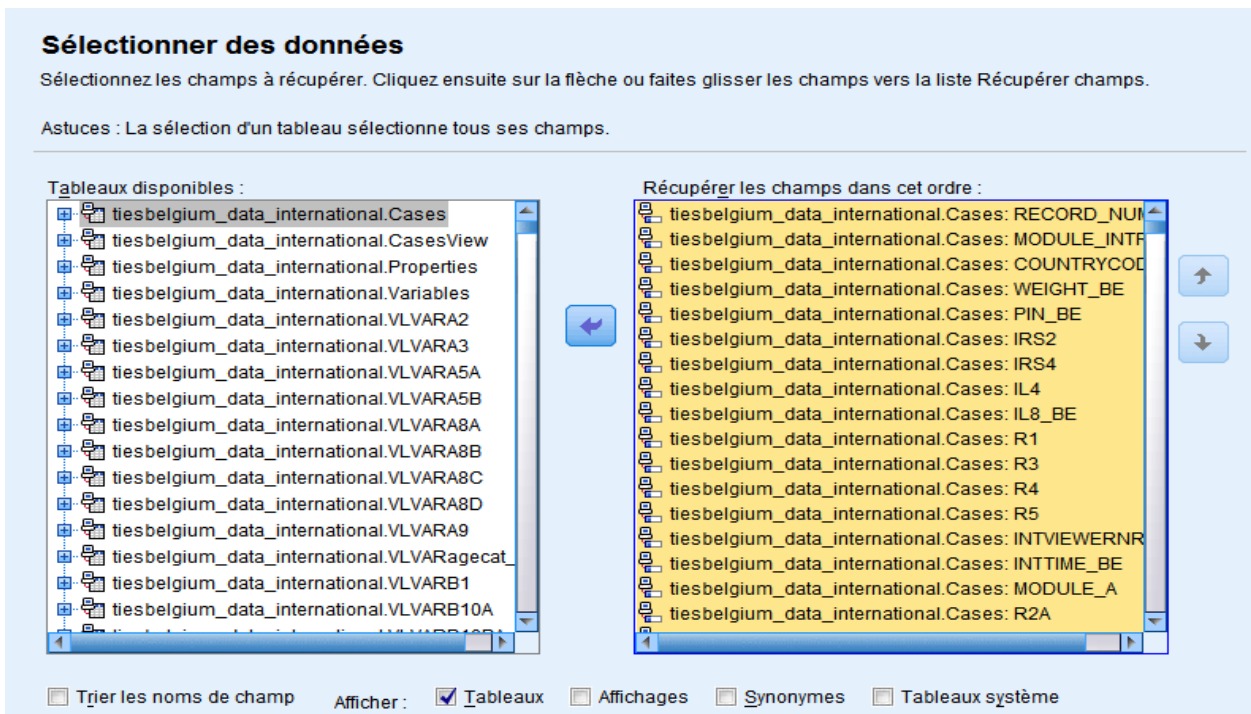 Sélectionner des données
Sélectionnez les champs à récupérer. Cliquez ensuite sur la flèche ou faites glisser les champs vers la liste Récupérer champs.
Astuces : La sélection d'un tableau sélectionne tous ses champs.
Tableaux disponibles :
tiesbelgium_data_international.Cases
tiesbelgium_data_international.CasesView
tiesbelgium_data_international.Properties
tiesbelgium_data_international.Variables
tiesbelgium_data_international.VLVARA2
tiesbelgium_data_international.VLVARA3
tiesbelgium_data_international.VLVARA5A
tiesbelgium_data_international.VLVARA5B
tiesbelgium_data_international.VLVARA8A
tiesbelgium_data_international.VLVARA8B
tiesbelgium_data_international.VLVARA8C
tiesbelgium_data_international.VLVARA8D
tiesbelgium_data_international.VLVARA9
tiesbelgium_data_international.VLVARagecat_
tiesbelgium_data_international.VLVARB1
tiesbelgium_data_international.VLVARB10A
Récupérer les champs dans cet ordre :
tiesbelgium_data_international.Cases: RECORD_NUM
tiesbelgium_data_international.Cases: MODULE_INTR
tiesbelgium_data_international.Cases: COUNTRYCOD
tiesbelgium_data_international.Cases: WEIGHT_BE
tiesbelgium_data_international.Cases: PIN_BE
tiesbelgium_data_international.Cases: IRS2
tiesbelgium_data_international.Cases: IRS4
tiesbelgium_data_international.Cases: IL4
tiesbelgium_data_international.Cases: IL8_BE
tiesbelgium_data_international.Cases: R1
tiesbelgium_data_international.Cases: R3
tiesbelgium_data_international.Cases: R4
tiesbelgium_data_international.Cases: R5
tiesbelgium_data_international.Cases: INTVIEWERNR
tiesbelgium_data_international.Cases: INTTIME_BE
tiesbelgium_data_international.Cases: MODULE_A
tiesbelgium_data_international.Cases: R2A
Trier les noms de champ Afficher : Tableaux Affichages Synonymes Tableaux système